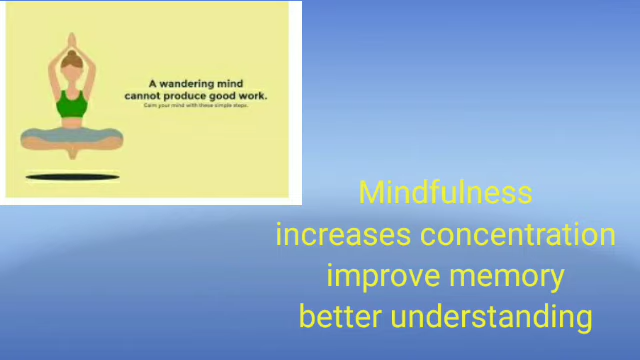 A wandering mind
cannot produce good work.
Calm your mind with these simple steps.
Mindfulness
increases concentration
improve memory
better understanding